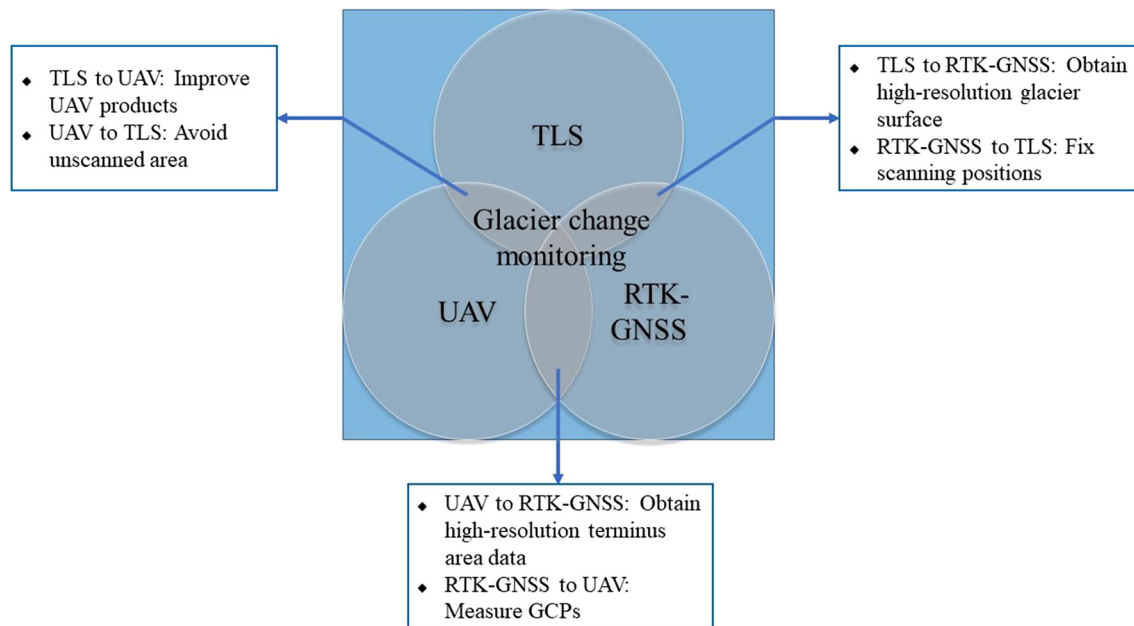 ◆ TLS to UAV: Improve
UAV products
◆ UAV to TLS: Avoid
unscanned area
TLS
◆ TLS to RTK-GNSS: Obtain
high-resolution glacier
surface
◆ RTK-GNSS to TLS: Fix
scanning positions
Glacier change
monitoring
UAV
RTK-
GNSS
◆ UAV to RTK-GNSS: Obtain
high-resolution terminus
area data
◆ RTK-GNSS to UAV:
Measure GCPs